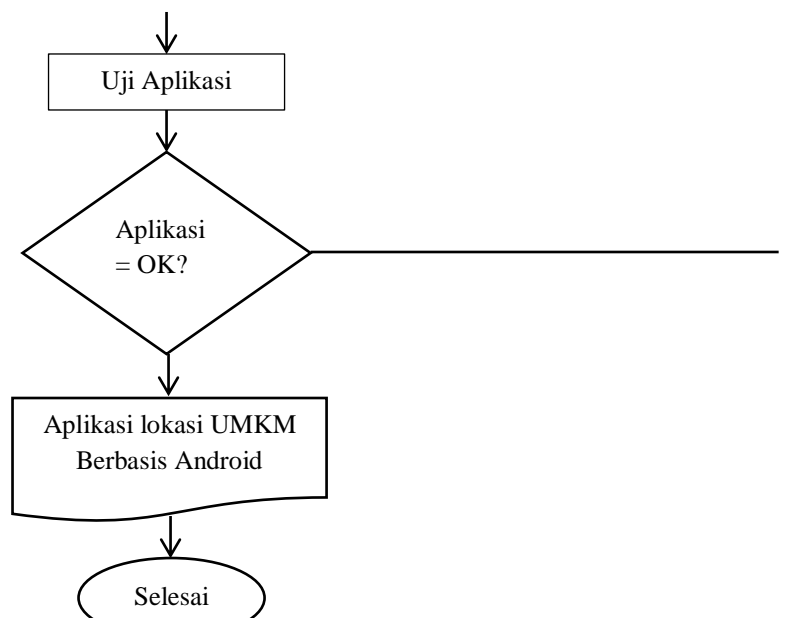 Uji Aplikasi
Aplikasi
= OK?
Aplikasi lokasi UMKM
Berbasis Android
Selesai